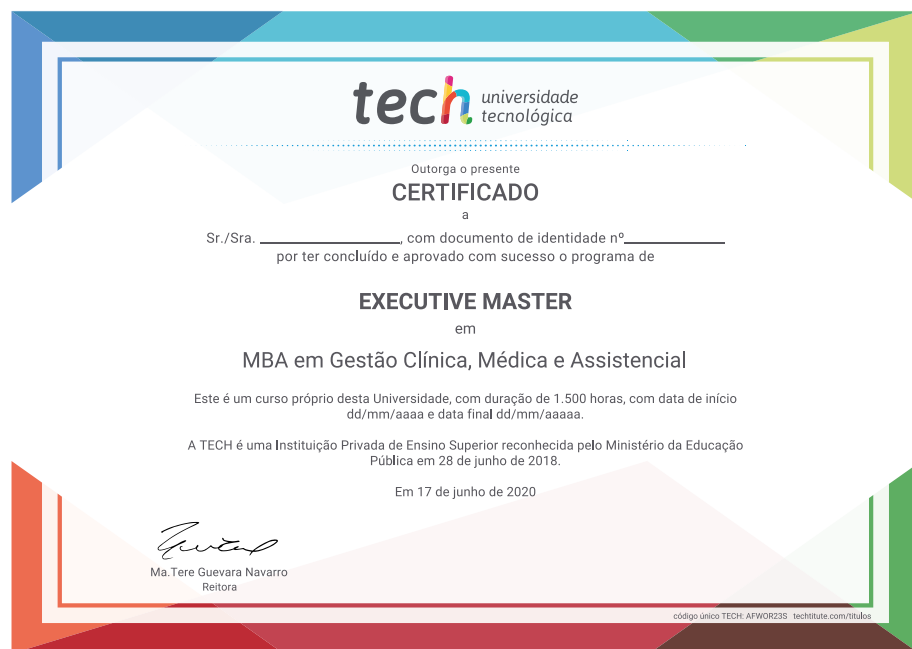 tech universidade
tecnológica
Outorga o presente
CERTIFICADO
a
Sr./Sra. ________________, com documento de identidade nº____________
por ter concluído e aprovado com sucesso o programa de
EXECUTIVE MASTER
em
MBA em Gestão Clínica, Médica e Assistencial
Este é um curso próprio desta Universidade, com duração de 1.500 horas, com data de início
dd/mm/aaaa e data final dd/mm/aaaaa.
A TECH é uma Instituição Privada de Ensino Superior reconhecida pelo Ministério da Educação
Pública em 28 de junho de 2018.
Em 17 de junho de 2020
Ma.Tere Guevara Navarro
Reitora
código único TECH: AFWOR23S techtitute.com/titulos